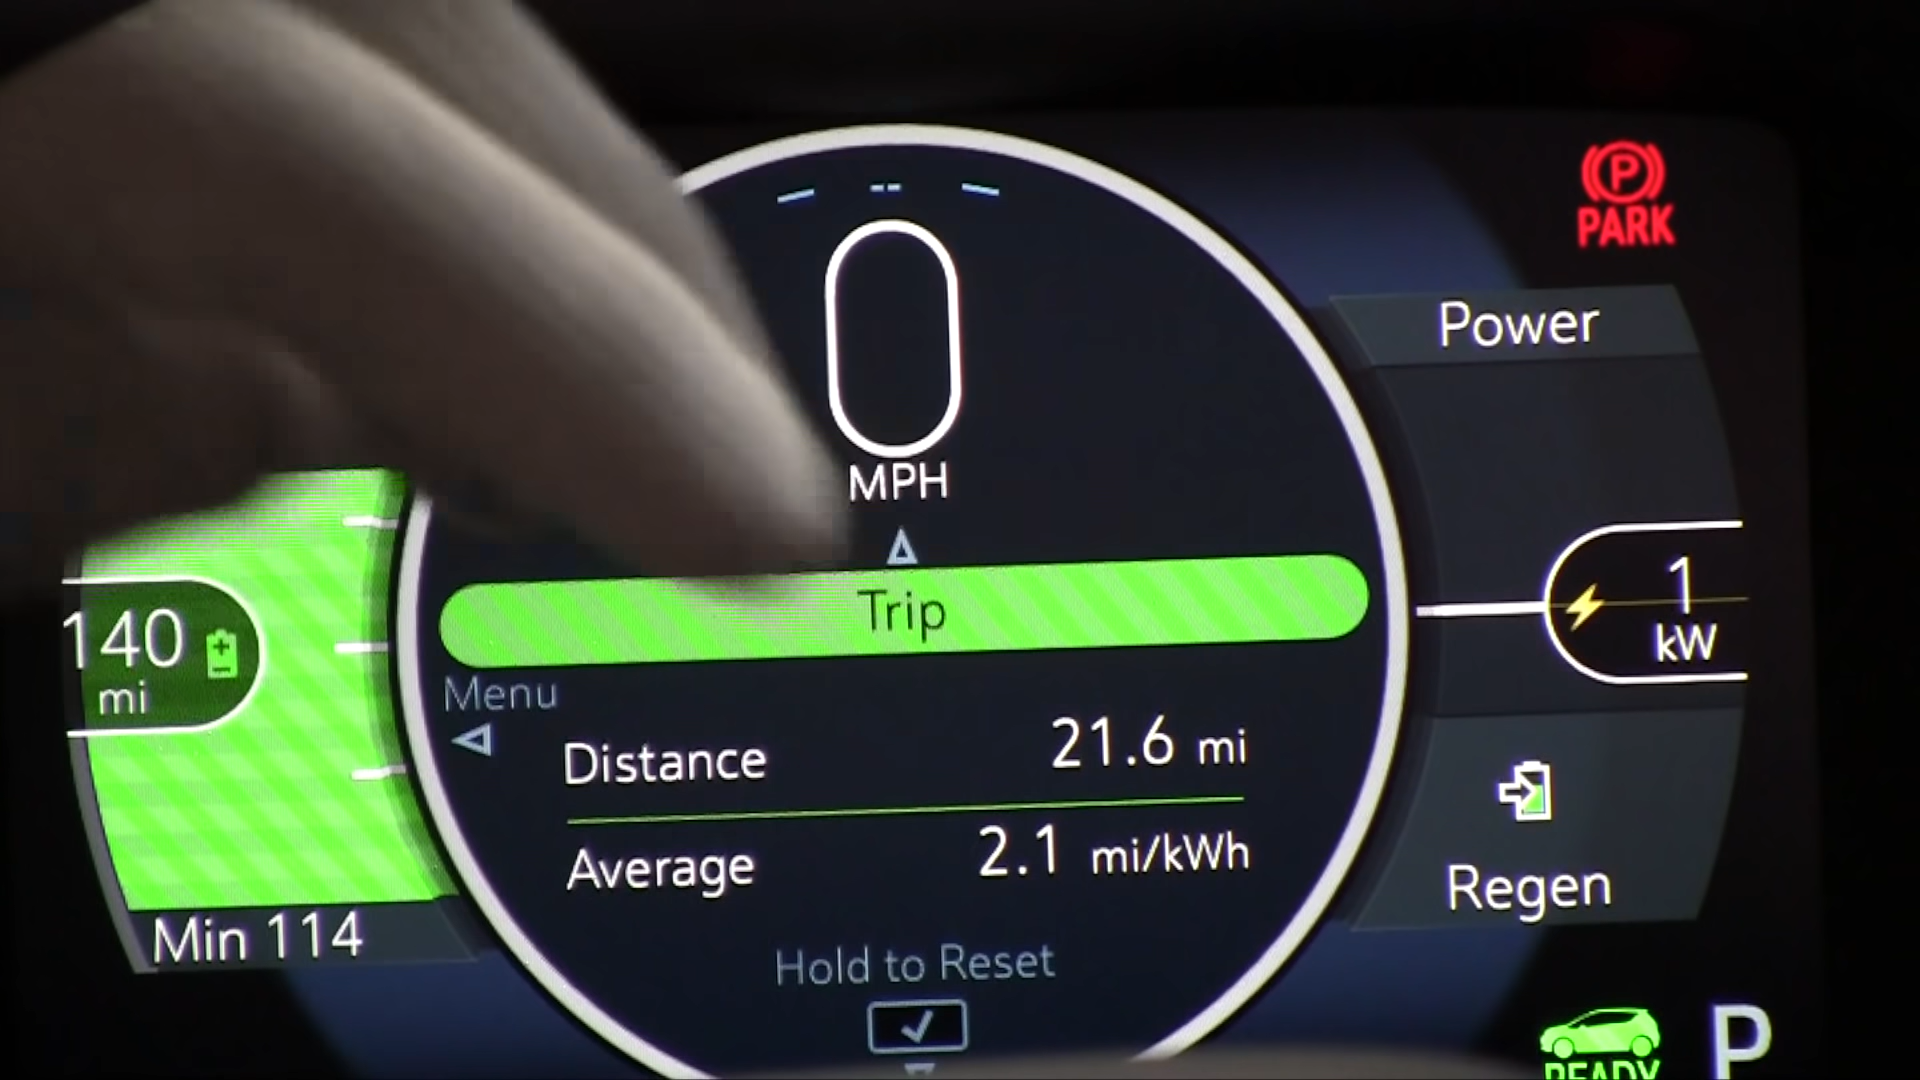 PARK
Power
0
MPH
Trip
140
mi
1
kW
Menu
Distance 21.6 mi
Average 2.1 mi/kWh
Regen
Min 114
Hold to Reset
READY
P